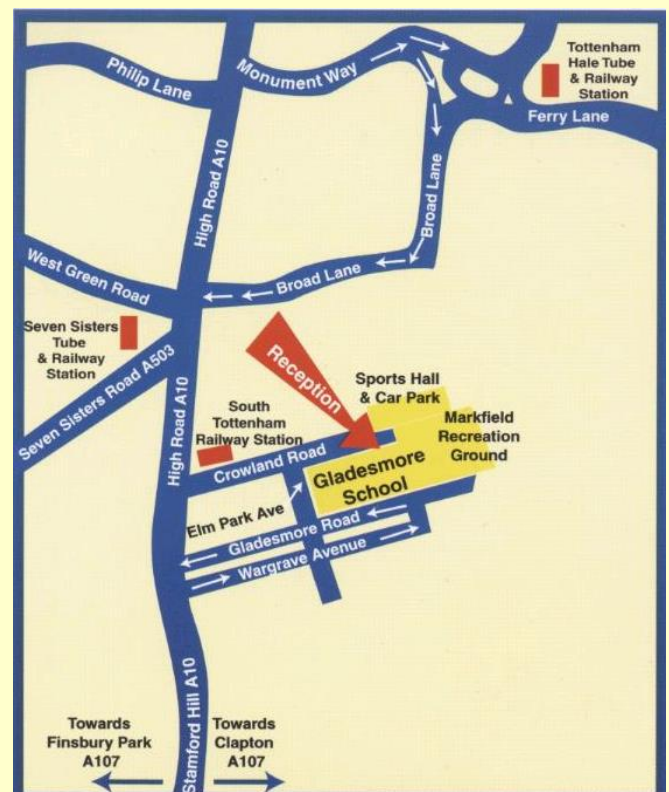 Tottenham
Hale Tube
& Railway
Station
Philip Lane
Monument Way
Ferry Lane
High Road A10
Broad Lane
West Green Road
Broad Lane
Seven Sisters
Tube
& Railway
Station
Seven Sisters Road A503
High Road A10
Reception
Sports Hall
& Car Park
South
Tottenham
Railway Station
Markfield
Recreation
Ground
Crowland Road
Gladesmore
School
Elm Park Ave
Gladesmore Road
Wargrave Avenue
Stamford Hill A10
Towards
Finsbury Park
A107
Towards
Clapton
A107